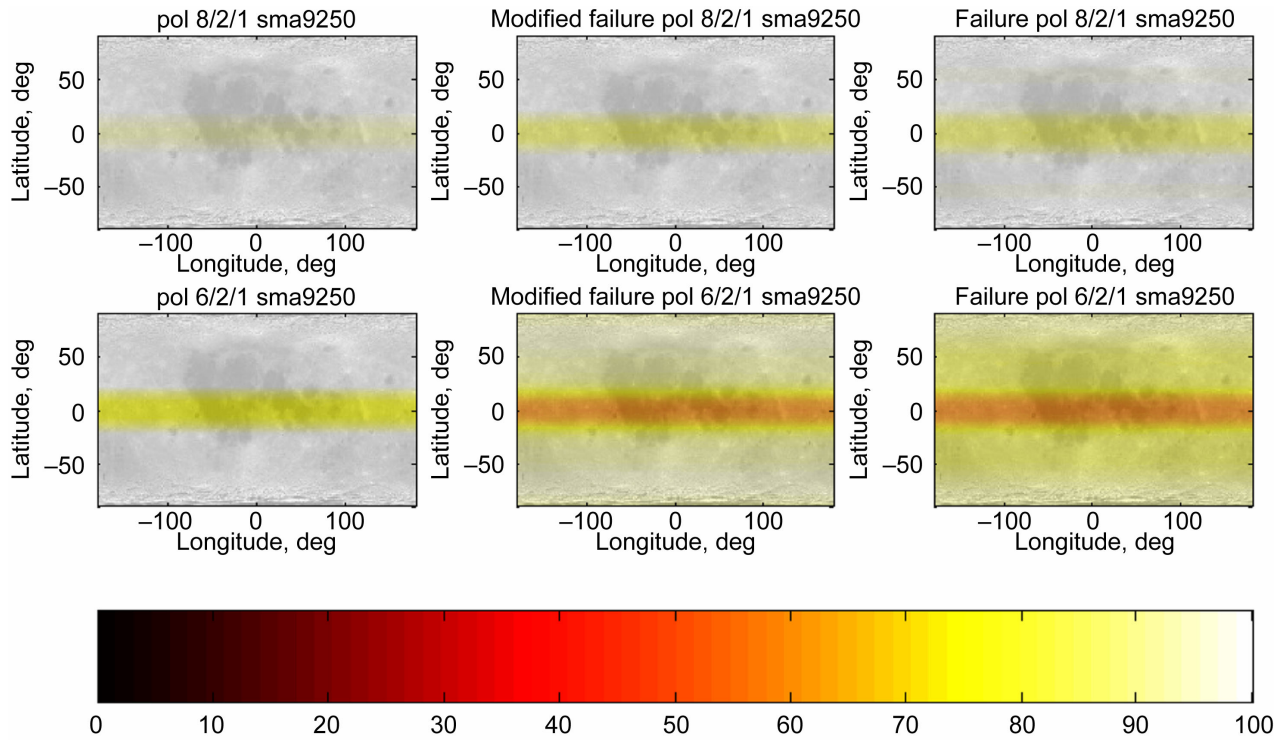 pol 8/2/1 sma9250
Modified failure pol 8/2/1 sma9250
Failure pol 8/2/1 sma9250
Latitude, deg
50
0
–50
–100
0
100
Longitude, deg
Latitude, deg
50
0
–50
–100
0
100
Longitude, deg
Latitude, deg
50
0
–50
–100
0
100
Longitude, deg
pol 6/2/1 sma9250
Modified failure pol 6/2/1 sma9250
Failure pol 6/2/1 sma9250
Latitude, deg
50
0
–50
–100
0
100
Longitude, deg
Latitude, deg
50
0
–50
–100
0
100
Longitude, deg
Latitude, deg
50
0
–50
–100
0
100
Longitude, deg
0 10 20 30 40 50 60 70 80 90 100